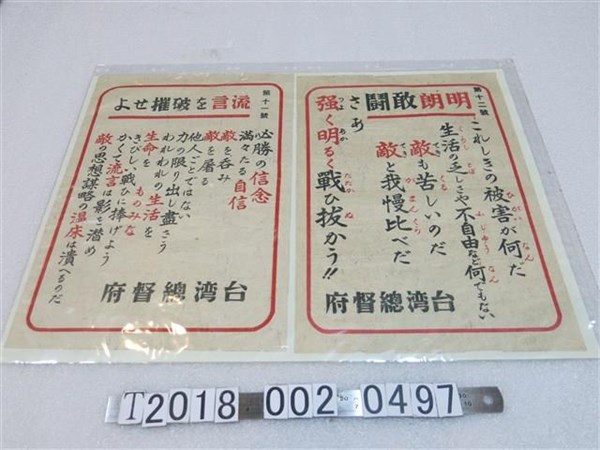 第十一號
流言を破摧せよ
必勝の信念
満々たる自信
敵を呑み
敵を屠る
他人ごとではない
力の限り出し盡さう
われわれの生活を
生命を ものみな
きびしい戰ひに捧げよう
かくて流言は影を潜め
敵の思想謀略の温床は潰へるのだ
台湾總督府
第十二號
明朗敢闘
これしきの被害が何だ
生活の乏しさや不自由など何でもない
敵も苦しいのだ
敵と我慢比べだ
さあ
强く明るく戰ひ拔かう!!
台湾總督府
T2018 002 0497